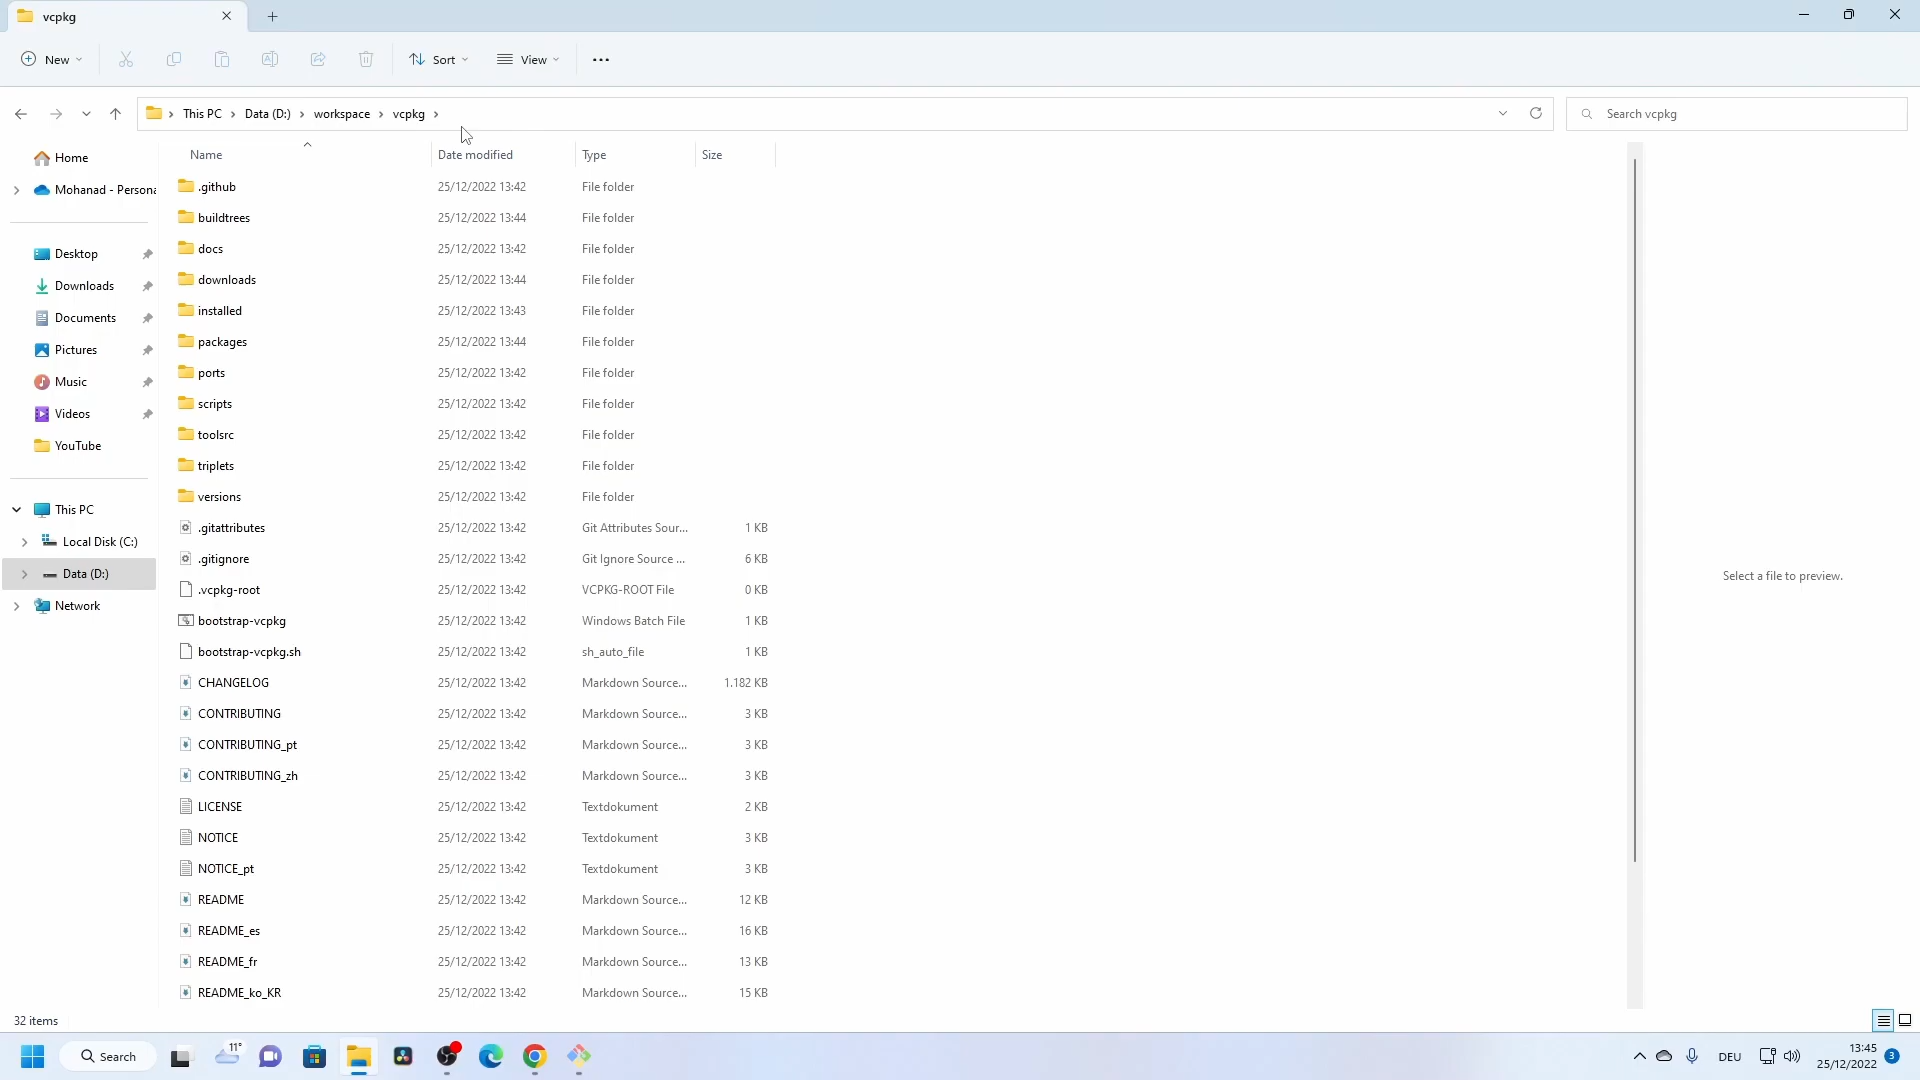 vcpkg
New
Sort
View
This PC
Data (D:)
workspace
vcpkg
Search vcpkg
Name Date modified Type Size
Home
Mohanad - Persona
Desktop
Downloads
Documents
Pictures
Music
Videos
YouTube
This PC
Local Disk (C:)
Data (D:)
Network
.github 25/12/2022 13:42 File folder
buildtrees 25/12/2022 13:44 File folder
docs 25/12/2022 13:42 File folder
downloads 25/12/2022 13:44 File folder
installed 25/12/2022 13:43 File folder
packages 25/12/2022 13:44 File folder
ports 25/12/2022 13:42 File folder
scripts 25/12/2022 13:42 File folder
toolsrc 25/12/2022 13:42 File folder
triplets 25/12/2022 13:42 File folder
versions 25/12/2022 13:42 File folder
.gitattributes 25/12/2022 13:42 Git Attributes Sour... 1 KB
.gitignore 25/12/2022 13:42 Git Ignore Source ... 6 KB
.vcpkg-root 25/12/2022 13:42 VCPKG-ROOT File 0 KB
bootstrap-vcpkg 25/12/2022 13:42 Windows Batch File 1 KB
bootstrap-vcpkg.sh 25/12/2022 13:42 sh_auto_file 1 KB
CHANGELOG 25/12/2022 13:42 Markdown Source... 1.182 KB
CONTRIBUTING 25/12/2022 13:42 Markdown Source... 3 KB
CONTRIBUTING_pt 25/12/2022 13:42 Markdown Source... 3 KB
CONTRIBUTING_zh 25/12/2022 13:42 Markdown Source... 3 KB
LICENSE 25/12/2022 13:42 Textdokument 2 KB
NOTICE 25/12/2022 13:42 Textdokument 3 KB
NOTICE_pt 25/12/2022 13:42 Textdokument 3 KB
README 25/12/2022 13:42 Markdown Source... 12 KB
README_es 25/12/2022 13:42 Markdown Source... 16 KB
README_fr 25/12/2022 13:42 Markdown Source... 13 KB
README_ko_KR 25/12/2022 13:42 Markdown Source... 15 KB
Select a file to preview.
32 items
Search
11°
DEU
13:45
25/12/2022
3